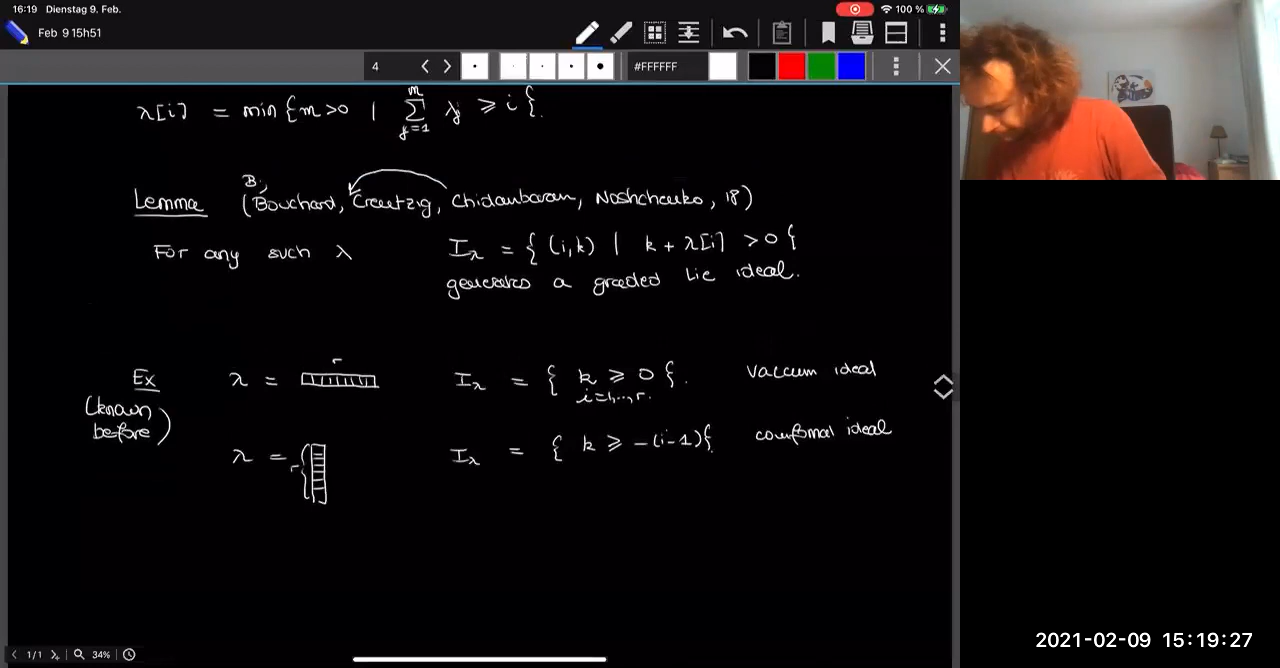 16:19 Dienstag 9. Feb.
100 %
Feb 9 15h51
4
#FFFFFF
λ[i] = min { m > 0 | ∑_{j=1}^{m} λ_j ⩾ i }.
B.,
Lemma (Bouchard, Creutzig, Chidambaram, Noshchenko, 18)
For any such λ I_λ = { (i,k) | k + λ[i] > 0 }
generates a graded Lie ideal.
r
Ex λ = I_λ = { k ⩾ 0 }. vaccum ideal
i=1,..,r.
(known before)
λ = r I_λ = { k ⩾ -(i-1) }. conformal ideal
1/1
34%
2021-02-09 15:19:27